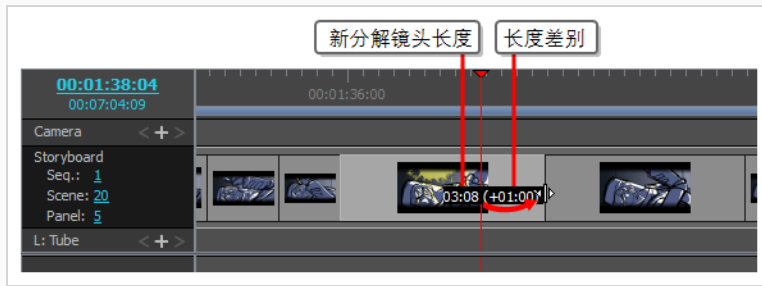 新分解镜头长度
长度差别
00:01:38:04
00:07:04:09
00:01:36:00
Camera < + >
Storyboard
Seq.: 1
Scene: 20
Panel: 5
03:08 (+01:00)
L: Tube < + >